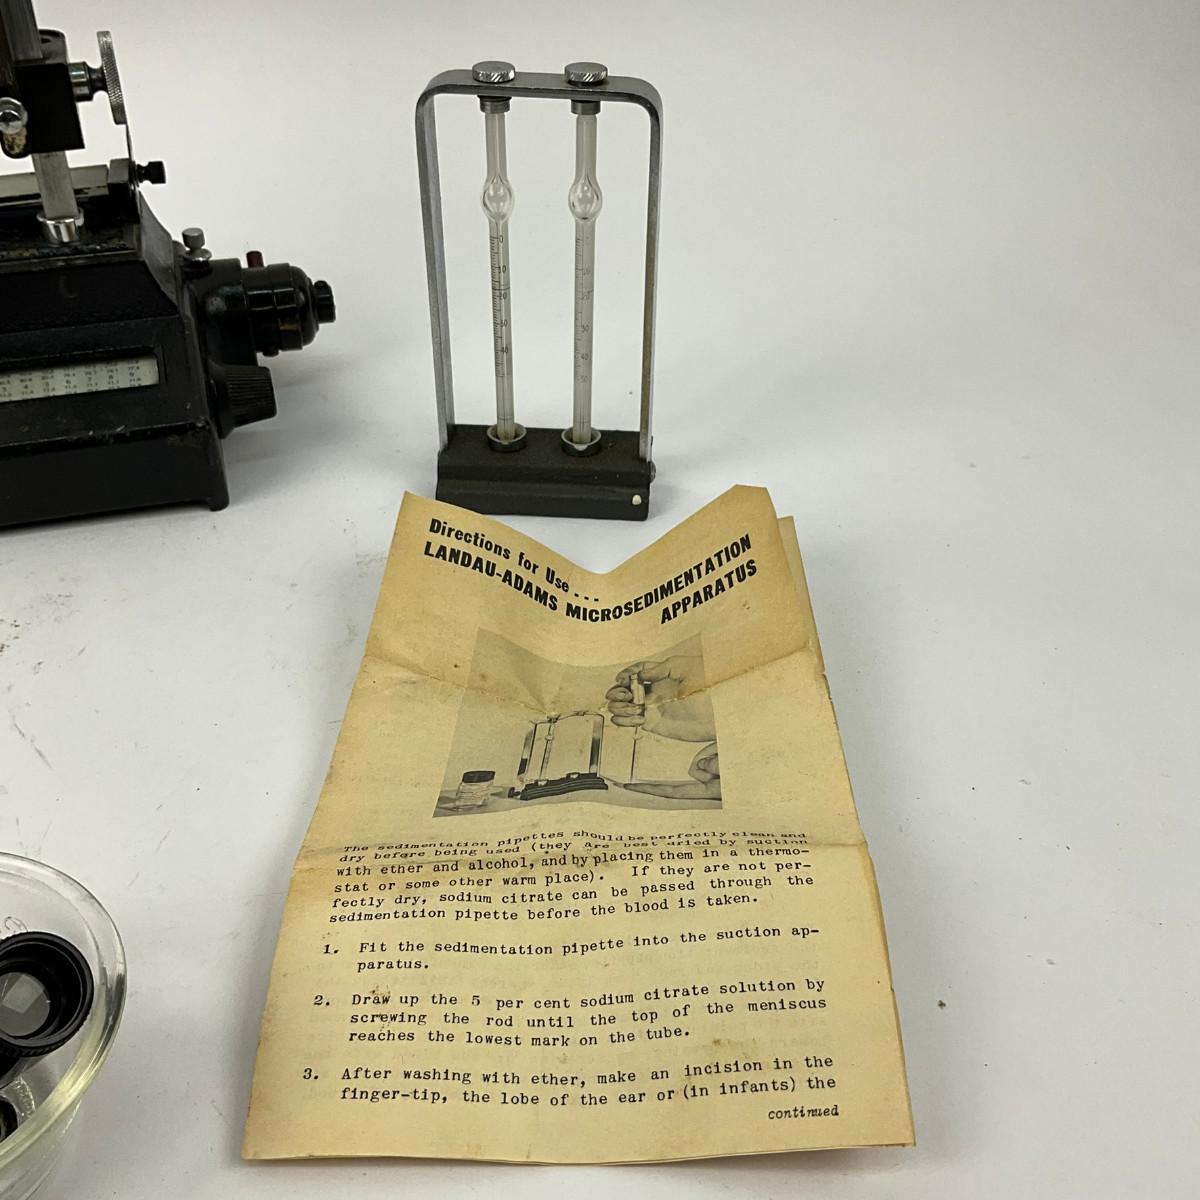 Directions for Use...
LANDAU-ADAMS MICROSEDIMENTATION
APPARATUS
The sedimentation pipettes should be perfectly clean and
dry before being used (they are best dried by suction
with ether and alcohol, and by placing them in a thermo-
stat or some other warm place). If they are not per-
fectly dry, sodium citrate can be passed through the
sedimentation pipette before the blood is taken.
1. Fit the sedimentation pipette into the suction ap-
paratus.
2. Draw up the 5 per cent sodium citrate solution by
screwing the rod until the top of the meniscus
reaches the lowest mark on the tube.
3. After washing with ether, make an incision in the
finger-tip, the lobe of the ear or (in infants) the
continued